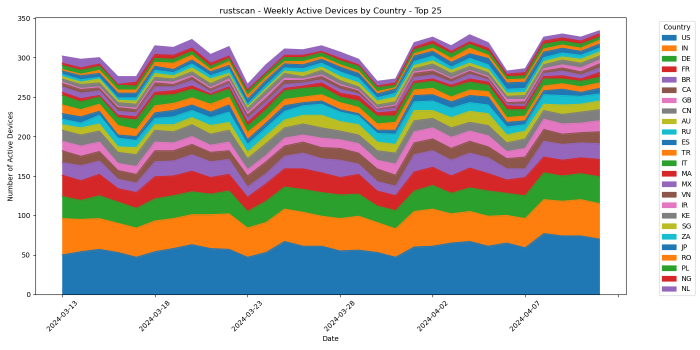 rustscan - Weekly Active Devices by Country - Top 25
Number of Active Devices
350
300
250
200
150
100
50
0
2024-03-13
2024-03-18
2024-03-23
2024-03-28
2024-04-02
2024-04-07
Date
Country
US
IN
DE
FR
BR
CA
GB
CN
AU
RU
ES
TR
IT
MA
MX
VN
IR
KE
SG
ZA
JP
RO
PL
NG
NL